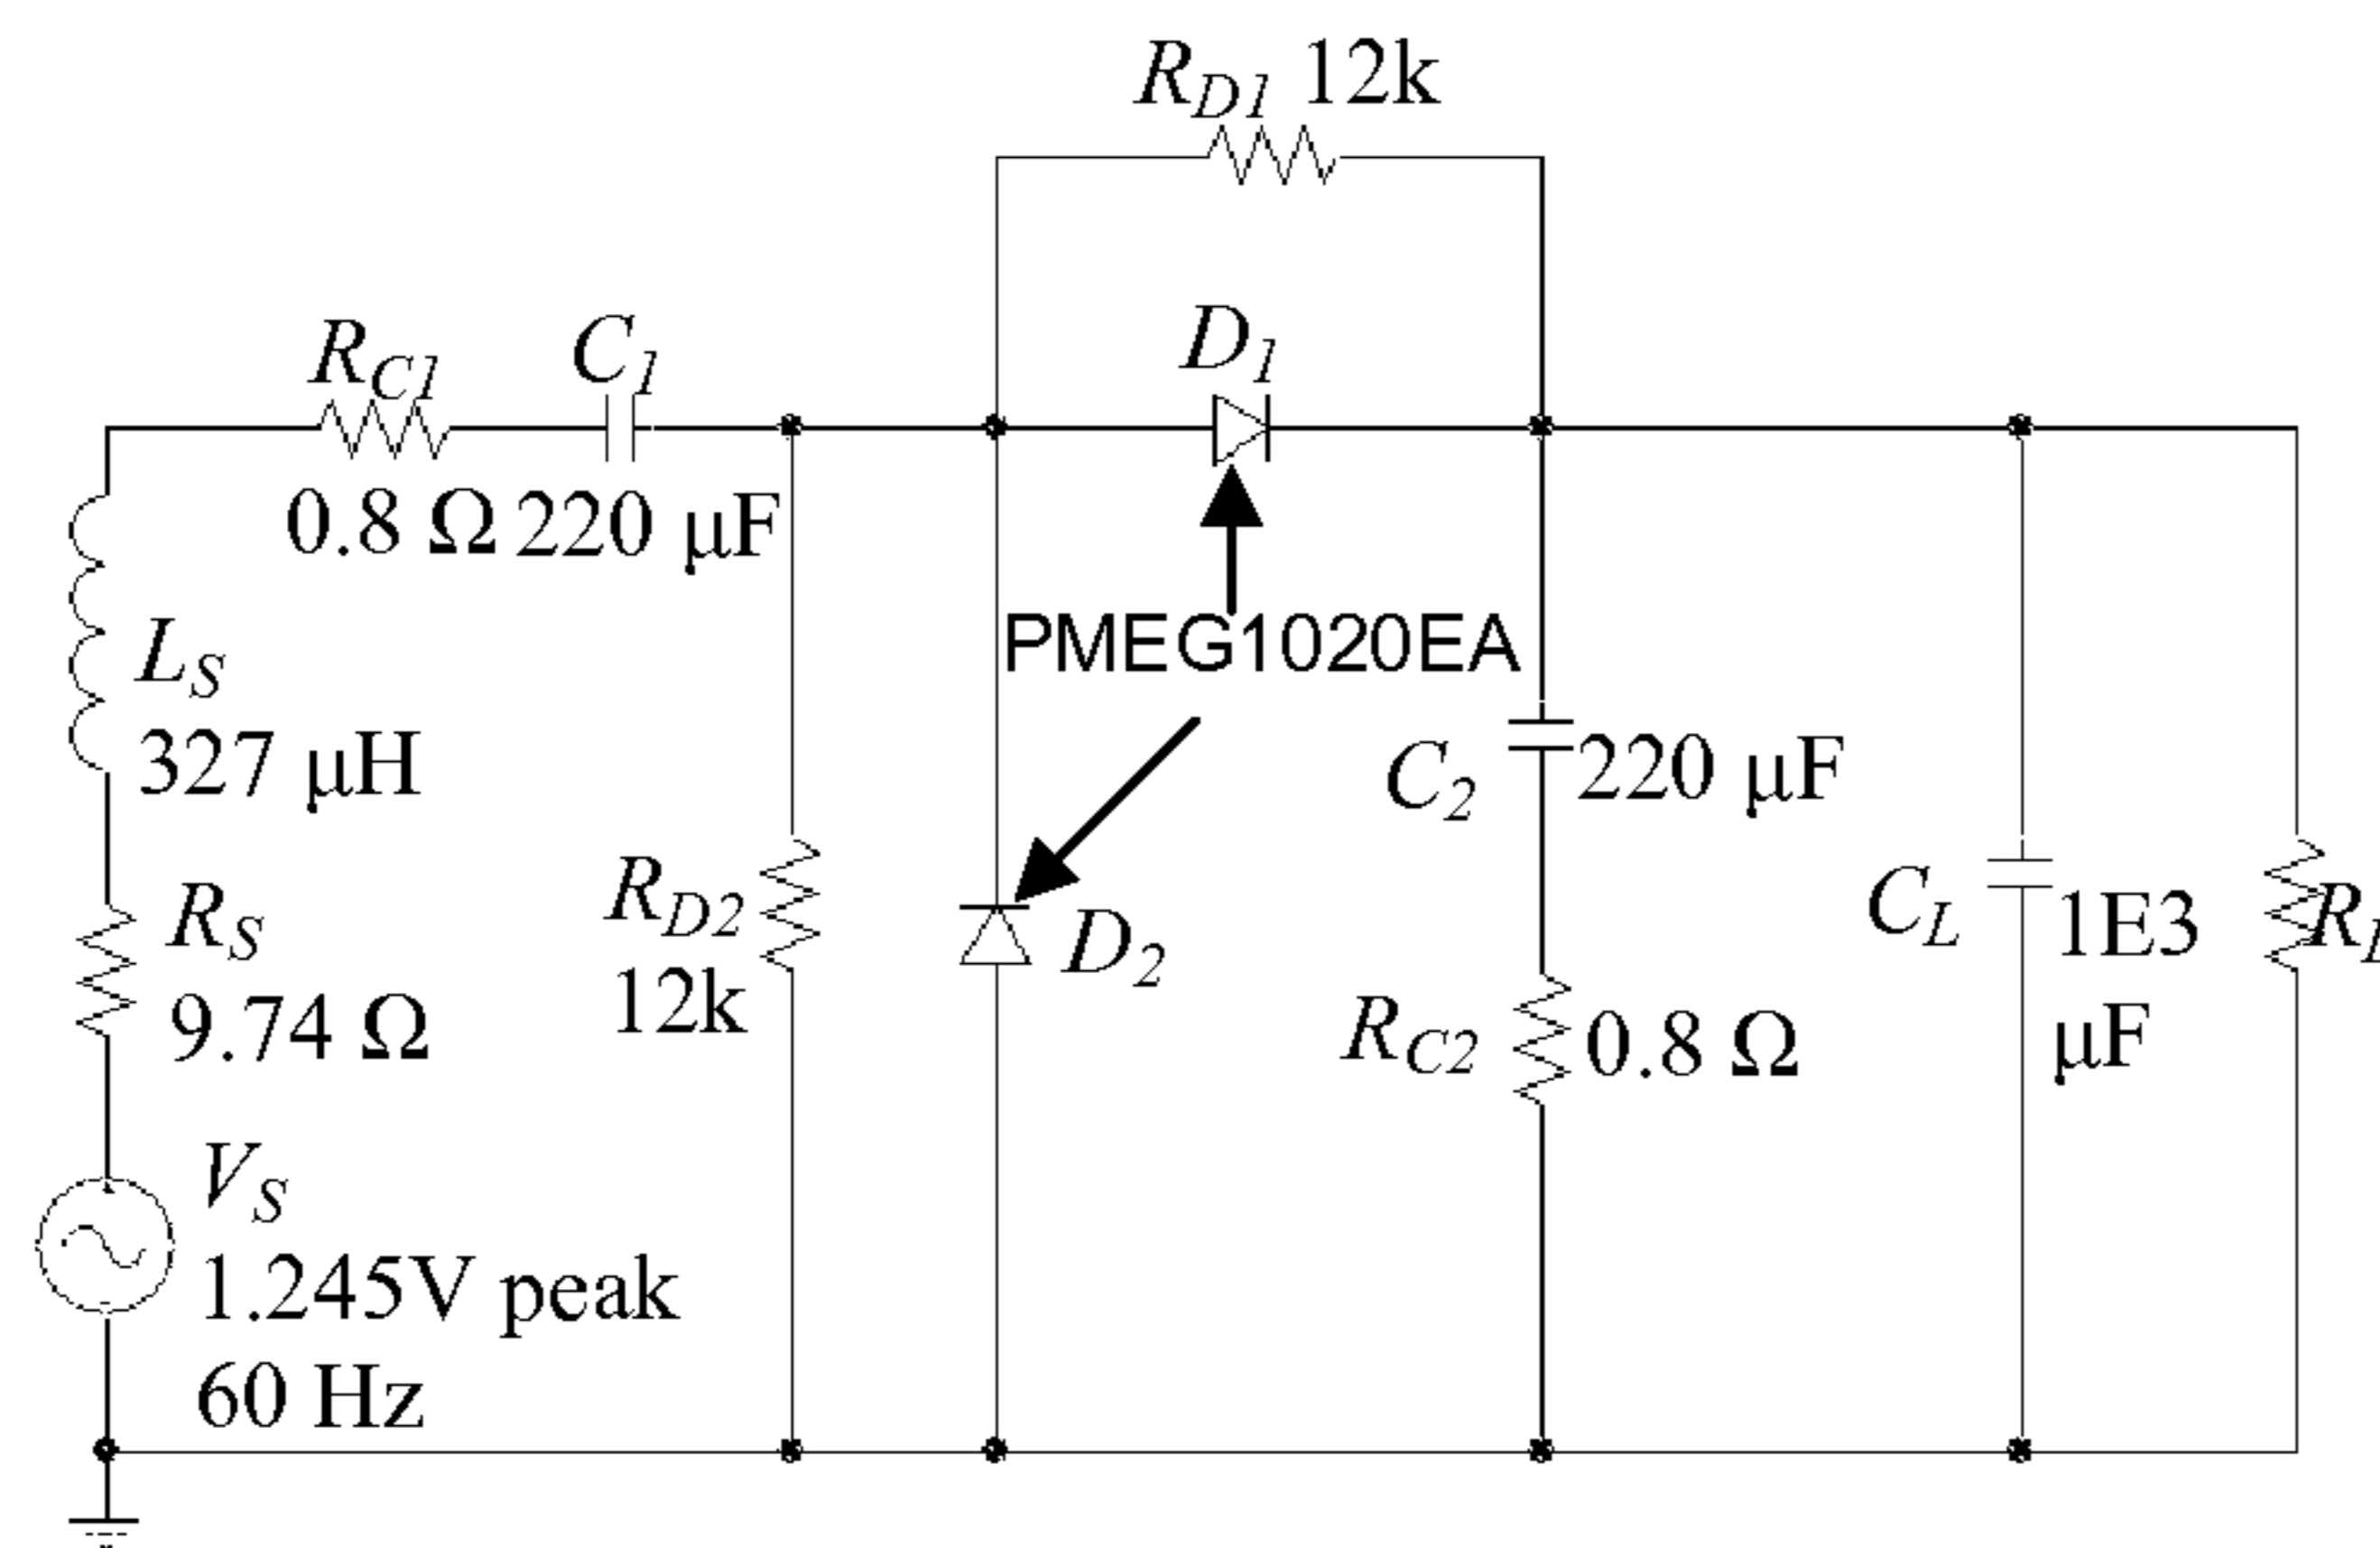 R_D1 12k
R_C1
C_1
D_1
0.8 Ω 220 μF
L_S
327 μH
PMEG1020EA
C_2 220 μF
R_S
9.74 Ω
R_D2
12k
D_2
C_L 1E3
μF
R_C2 0.8 Ω
V_S
1.245V peak
60 Hz